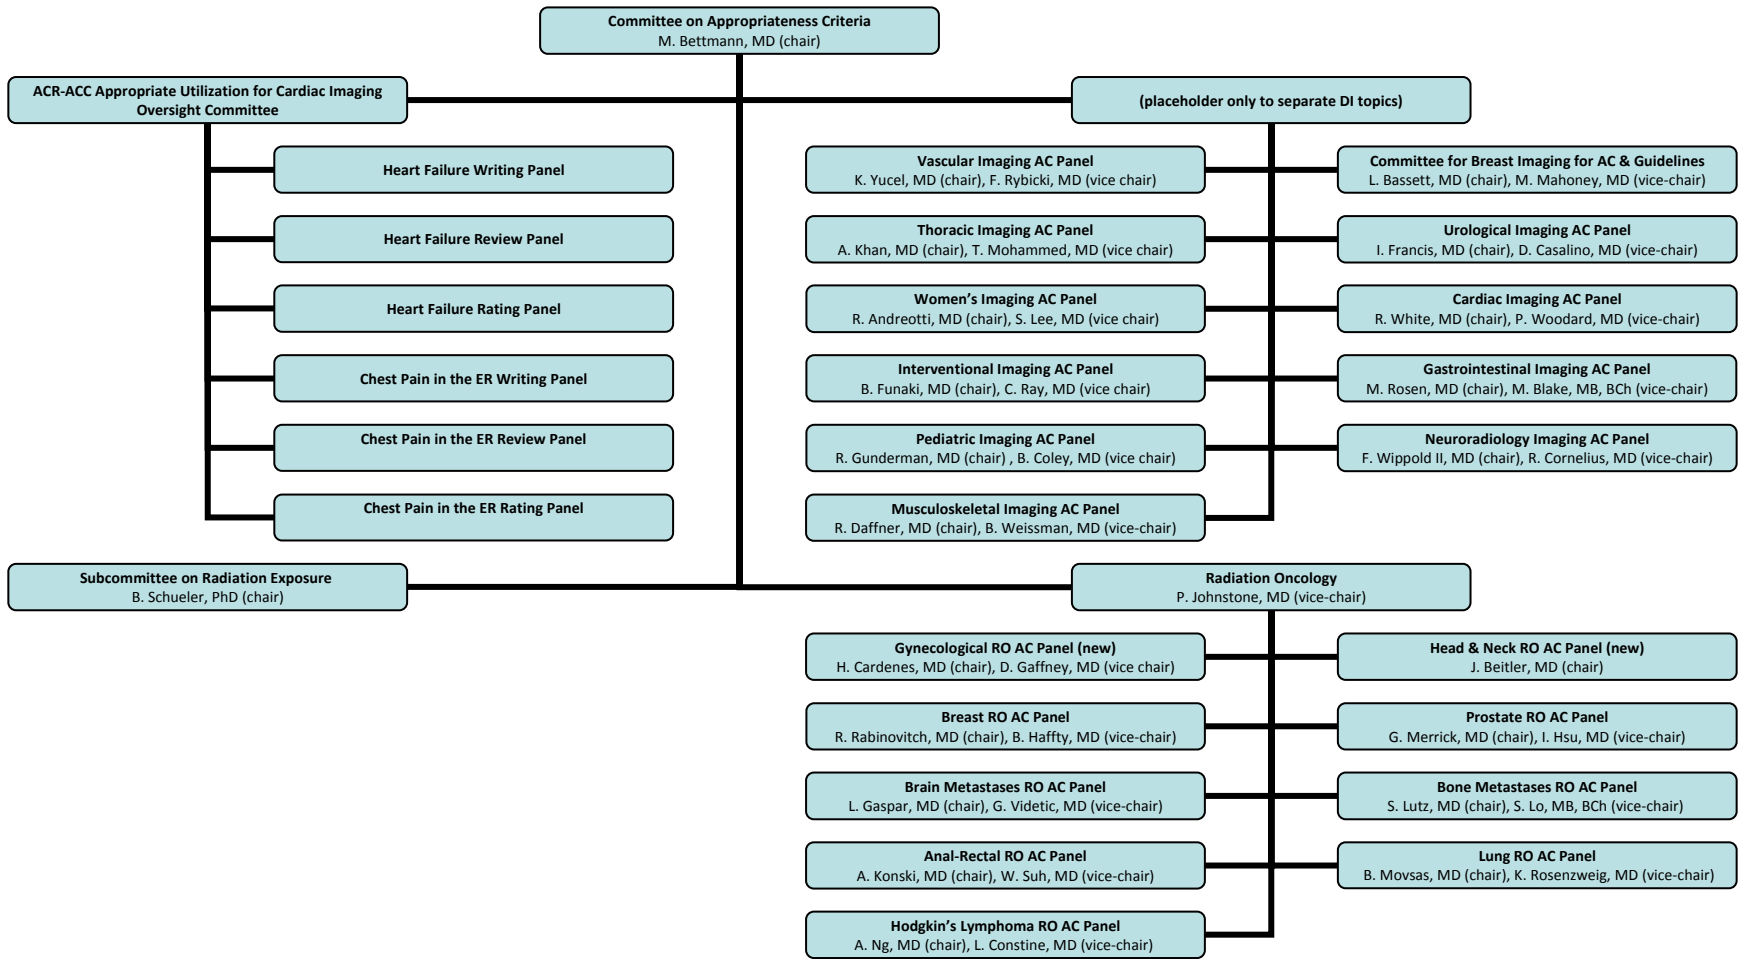 Committee on Appropriateness Criteria
M. Bettmann, MD (chair)
ACR-ACC Appropriate Utilization for Cardiac Imaging
Oversight Committee
(placeholder only to separate DI topics)
Heart Failure Writing Panel
Heart Failure Review Panel
Heart Failure Rating Panel
Chest Pain in the ER Writing Panel
Chest Pain in the ER Review Panel
Chest Pain in the ER Rating Panel
Vascular Imaging AC Panel
K. Yucel, MD (chair), F. Rybicki, MD (vice chair)
Committee for Breast Imaging for AC & Guidelines
L. Bassett, MD (chair), M. Mahoney, MD (vice-chair)
Thoracic Imaging AC Panel
A. Khan, MD (chair), T. Mohammed, MD (vice chair)
Urological Imaging AC Panel
I. Francis, MD (chair), D. Casalino, MD (vice-chair)
Women’s Imaging AC Panel
R. Andreotti, MD (chair), S. Lee, MD (vice chair)
Cardiac Imaging AC Panel
R. White, MD (chair), P. Woodard, MD (vice-chair)
Interventional Imaging AC Panel
B. Funaki, MD (chair), C. Ray, MD (vice chair)
Gastrointestinal Imaging AC Panel
M. Rosen, MD (chair), M. Blake, MB, BCh (vice-chair)
Pediatric Imaging AC Panel
R. Gunderman, MD (chair) , B. Coley, MD (vice chair)
Neuroradiology Imaging AC Panel
F. Wippold II, MD (chair), R. Cornelius, MD (vice-chair)
Musculoskeletal Imaging AC Panel
R. Daffner, MD (chair), B. Weissman, MD (vice-chair)
Subcommittee on Radiation Exposure
B. Schueler, PhD (chair)
Radiation Oncology
P. Johnstone, MD (vice-chair)
Gynecological RO AC Panel (new)
H. Cardenes, MD (chair), D. Gaffney, MD (vice chair)
Head & Neck RO AC Panel (new)
J. Beitler, MD (chair)
Breast RO AC Panel
R. Rabinovitch, MD (chair), B. Haffty, MD (vice-chair)
Prostate RO AC Panel
G. Merrick, MD (chair), I. Hsu, MD (vice-chair)
Brain Metastases RO AC Panel
L. Gaspar, MD (chair), G. Videtic, MD (vice-chair)
Bone Metastases RO AC Panel
S. Lutz, MD (chair), S. Lo, MB, BCh (vice-chair)
Anal-Rectal RO AC Panel
A. Konski, MD (chair), W. Suh, MD (vice-chair)
Lung RO AC Panel
B. Movsas, MD (chair), K. Rosenzweig, MD (vice-chair)
Hodgkin’s Lymphoma RO AC Panel
A. Ng, MD (chair), L. Constine, MD (vice-chair)